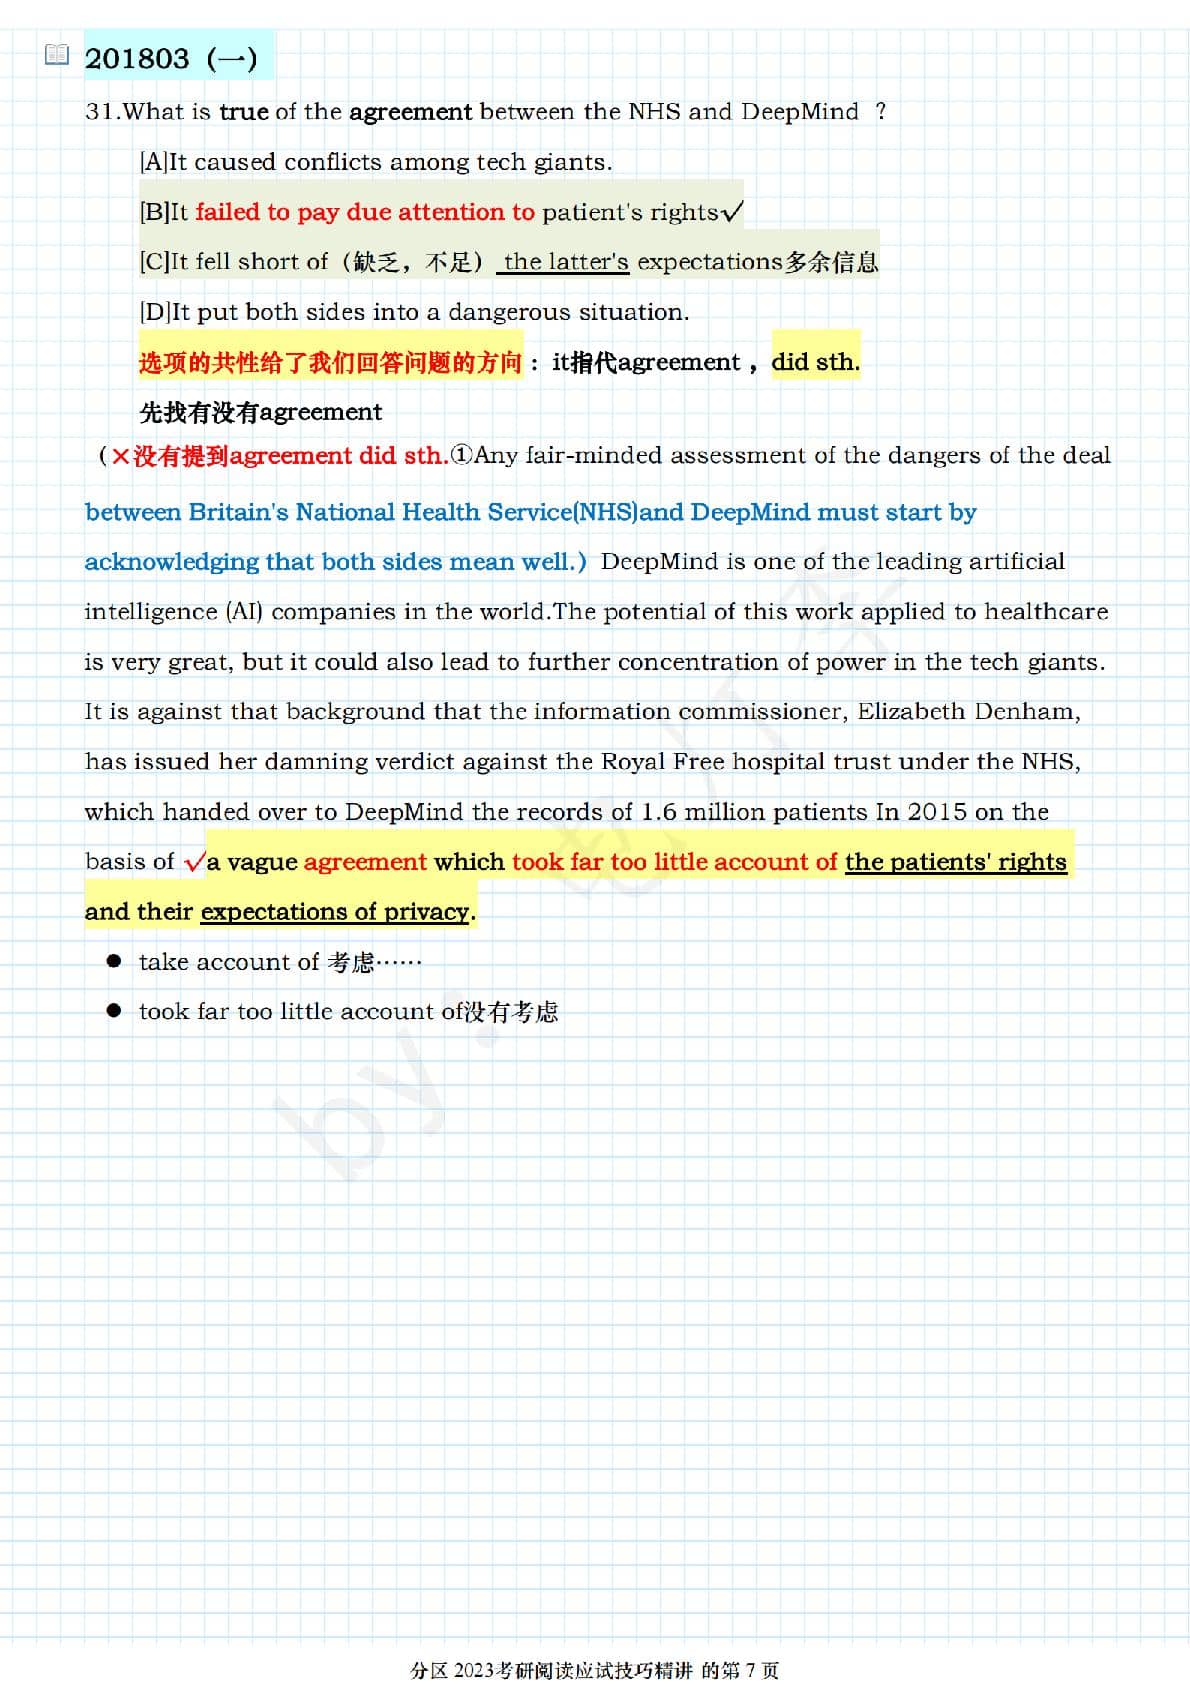 201803（一）
31.What is true of the agreement between the NHS and DeepMind ？
[A]It caused conflicts among tech giants.
[B]It failed to pay due attention to patient's rights✓
[C]It fell short of（缺乏，不足） the latter's expectations多余信息
[D]It put both sides into a dangerous situation.
选项的共性给了我们回答问题的方向：it指代agreement ，did sth.
先找有没有agreement
（×没有提到agreement did sth.①Any fair-minded assessment of the dangers of the deal
between Britain's National Health Service(NHS)and DeepMind must start by
acknowledging that both sides mean well.）DeepMind is one of the leading artificial
intelligence (AI) companies in the world.The potential of this work applied to healthcare
is very great, but it could also lead to further concentration of power in the tech giants.
It is against that background that the information commissioner, Elizabeth Denham,
has issued her damning verdict against the Royal Free hospital trust under the NHS,
which handed over to DeepMind the records of 1.6 million patients In 2015 on the
basis of ✓a vague agreement which took far too little account of the patients' rights
and their expectations of privacy.
● take account of 考虑……
● took far too little account of没有考虑
by:
分区 2023考研阅读应试技巧精讲 的第 7 页